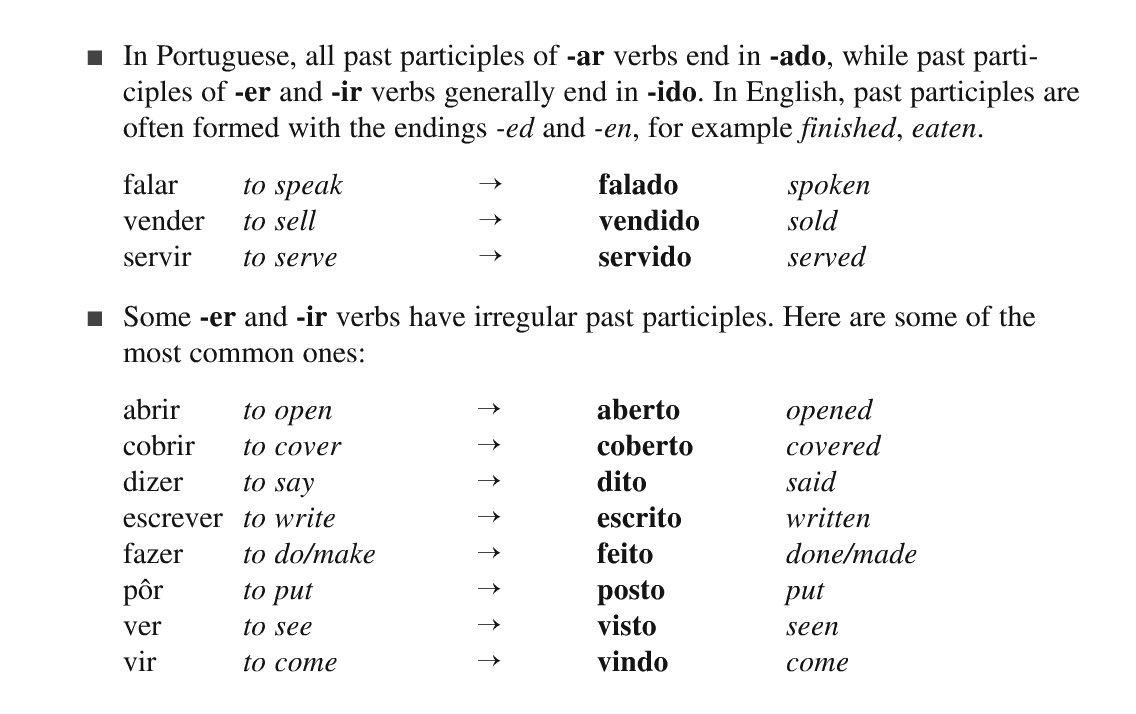 ■ In Portuguese, all past participles of -ar verbs end in -ado, while past parti-
ciples of -er and -ir verbs generally end in -ido. In English, past participles are
often formed with the endings -ed and -en, for example finished, eaten.
falar to speak → falado spoken
vender to sell → vendido sold
servir to serve → servido served
■ Some -er and -ir verbs have irregular past participles. Here are some of the
most common ones:
abrir to open → aberto opened
cobrir to cover → coberto covered
dizer to say → dito said
escrever to write → escrito written
fazer to do/make → feito done/made
pôr to put → posto put
ver to see → visto seen
vir to come → vindo come